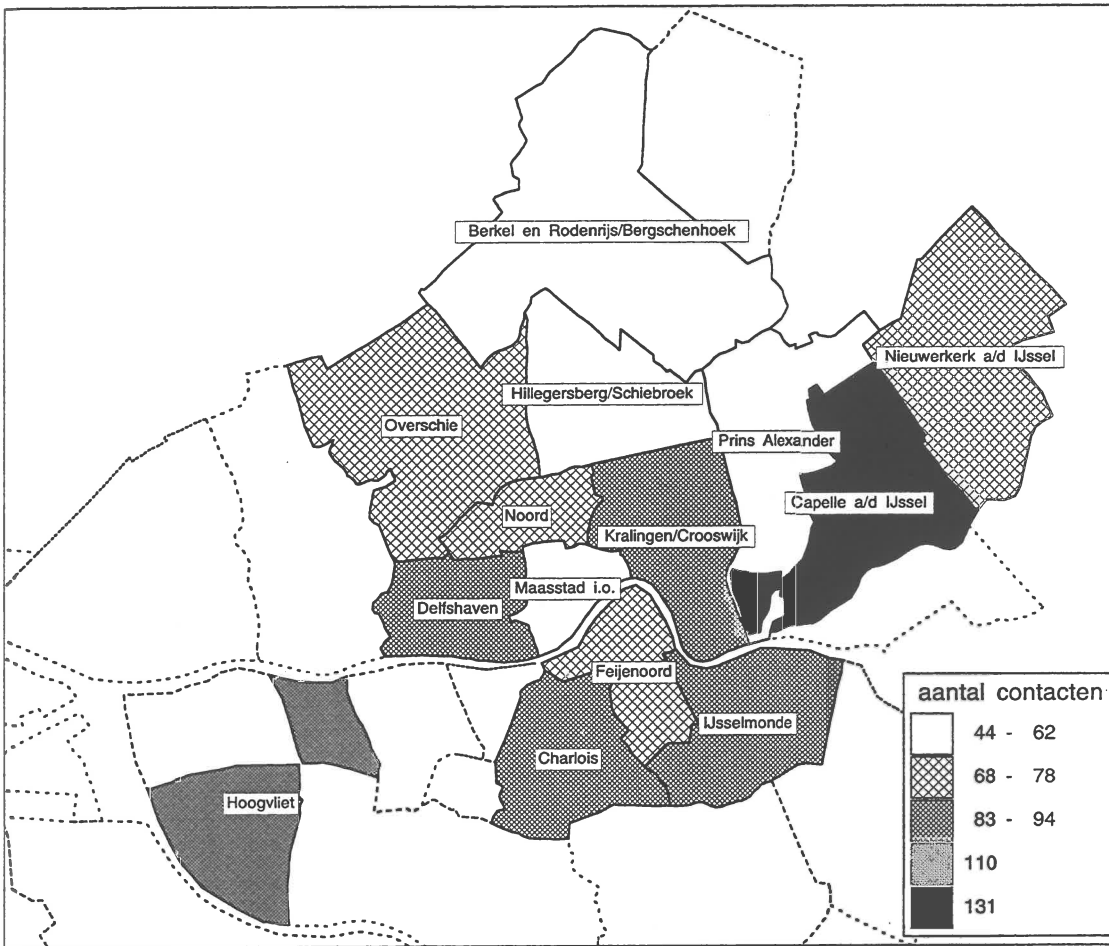 Berkel en Rodenrijs/Bergschenhoek
Nieuwerkerk a/d IJssel
Hillegersberg/Schiebroek
Overschie
Prins Alexander
Capelle a/d IJssel
Noord
Kralingen/Crooswijk
Maasstad i.o.
Delfshaven
Feijenoord
IJsselmonde
Charlois
Hoogvliet
aantal contacten
44 - 62
68 - 78
83 - 94
110
131